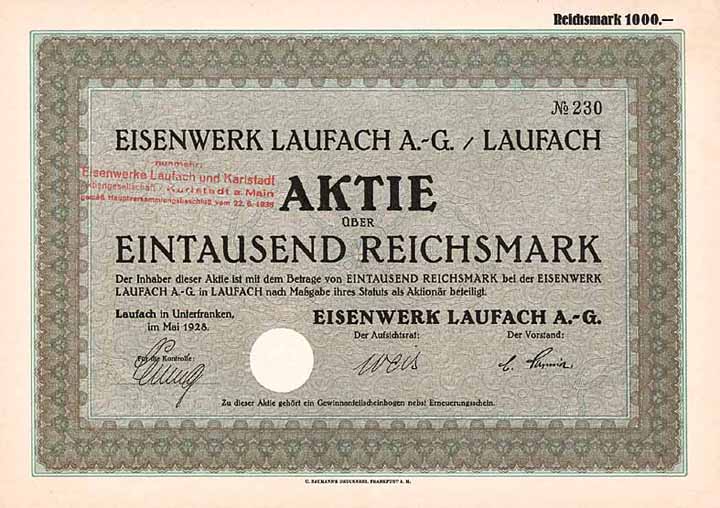 Reichsmark 1000.—
№ 230
EISENWERK LAUFACH A.-G. / LAUFACH
nunmehr:
Eisenwerke Laufach und Karlstadt
Aktiengesellschaft / Karlstadt a. Main
gemäß Hauptversammlungsbeschluß vom 22. 6. 1938
AKTIE
ÜBER
EINTAUSEND REICHSMARK
Der Inhaber dieser Aktie ist mit dem Betrage von EINTAUSEND REICHSMARK bei der EISENWERK
LAUFACH A.-G. in LAUFACH nach Maßgabe ihres Statuts als Aktionär beteiligt.
Laufach in Unterfranken,
im Mai 1928.
EISENWERK LAUFACH A.-G.
Für die Kontrolle:
Der Aufsichtsrat:
Der Vorstand:
Weis
Zu dieser Aktie gehört ein Gewinnanteilscheinbogen nebst Erneuerungsschein.
C. NAUMANN'S DRUCKEREI, FRANKFURT A. M.